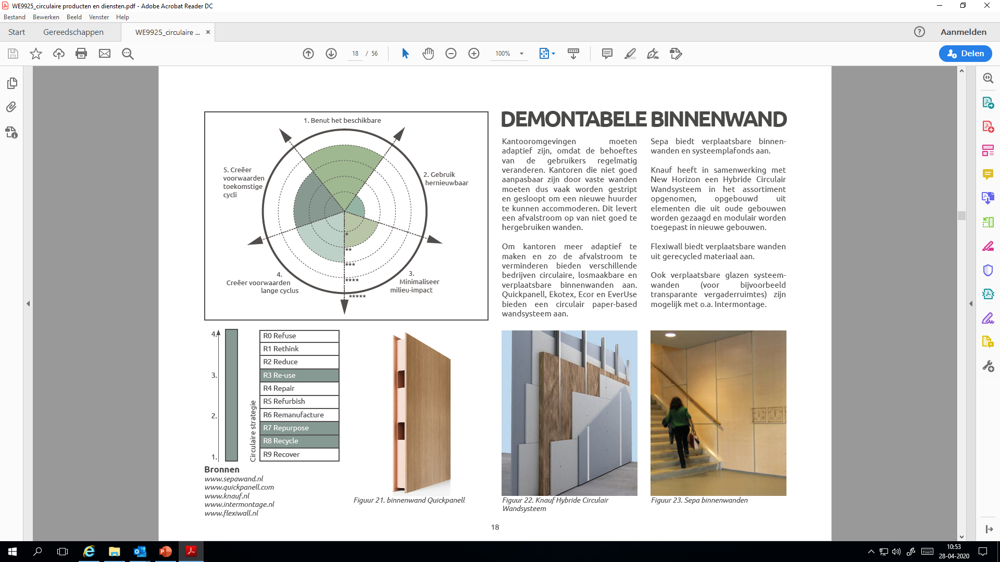 WE9925_circulaire producten en diensten.pdf - Adobe Acrobat Reader DC
Bestand Bewerken Beeld Venster Help
Start Gereedschappen WE9925_circulaire ... × Aanmelden
18 / 56 100% Delen
1. Benut het beschikbare
2. Gebruik
hernieuwbaar
3.
Minimaliseer
milieu-impact
4.
Creëer voorwaarden
lange cyclus
5. Creëer
voorwaarden
toekomstige
cycli
*
**
***
****
*****
DEMONTABELE BINNENWAND
Kantooromgevingen moeten
adaptief zijn, omdat de behoeftes
van de gebruikers regelmatig
veranderen. Kantoren die niet goed
aanpasbaar zijn door vaste wanden
moeten dus vaak worden gestript
en gesloopt om een nieuwe huurder
te kunnen accommoderen. Dit levert
een afvalstroom op van niet goed te
hergebruiken wanden.
Om kantoren meer adaptief te
maken en zo de afvalstroom te
verminderen bieden verschillende
bedrijven circulaire, losmaakbare en
verplaatsbare binnenwanden aan.
Quickpanell, Ekotex, Ecor en EverUse
bieden een circulair paper-based
wandsysteem aan.
Sepa biedt verplaatsbare binnen-
wanden en systeemplafonds aan.
Knauf heeft in samenwerking met
New Horizon een Hybride Circulair
Wandsysteem in het assortiment
opgenomen, opgebouwd uit
elementen die uit oude gebouwen
worden gezaagd en modulair worden
toegepast in nieuwe gebouwen.
Flexiwall biedt verplaatsbare wanden
uit gerecycled materiaal aan.
Ook verplaatsbare glazen systeem-
wanden (voor bijvoorbeeld
transparante vergaderruimtes) zijn
mogelijk met o.a. Intermontage.
4.
3.
2.
1.
Circulaire strategie
R0 Refuse
R1 Rethink
R2 Reduce
R3 Re-use
R4 Repair
R5 Refurbish
R6 Remanufacture
R7 Repurpose
R8 Recycle
R9 Recover
Bronnen
www.sepawand.nl
www.quickpanell.com
www.knauf.nl
www.intermontage.nl
www.flexiwall.nl
Figuur 21. binnenwand Quickpanell
Figuur 22. Knauf Hybride Circulair
Wandsysteem
Figuur 23. Sepa binnenwanden
18
10:53
28-04-2020